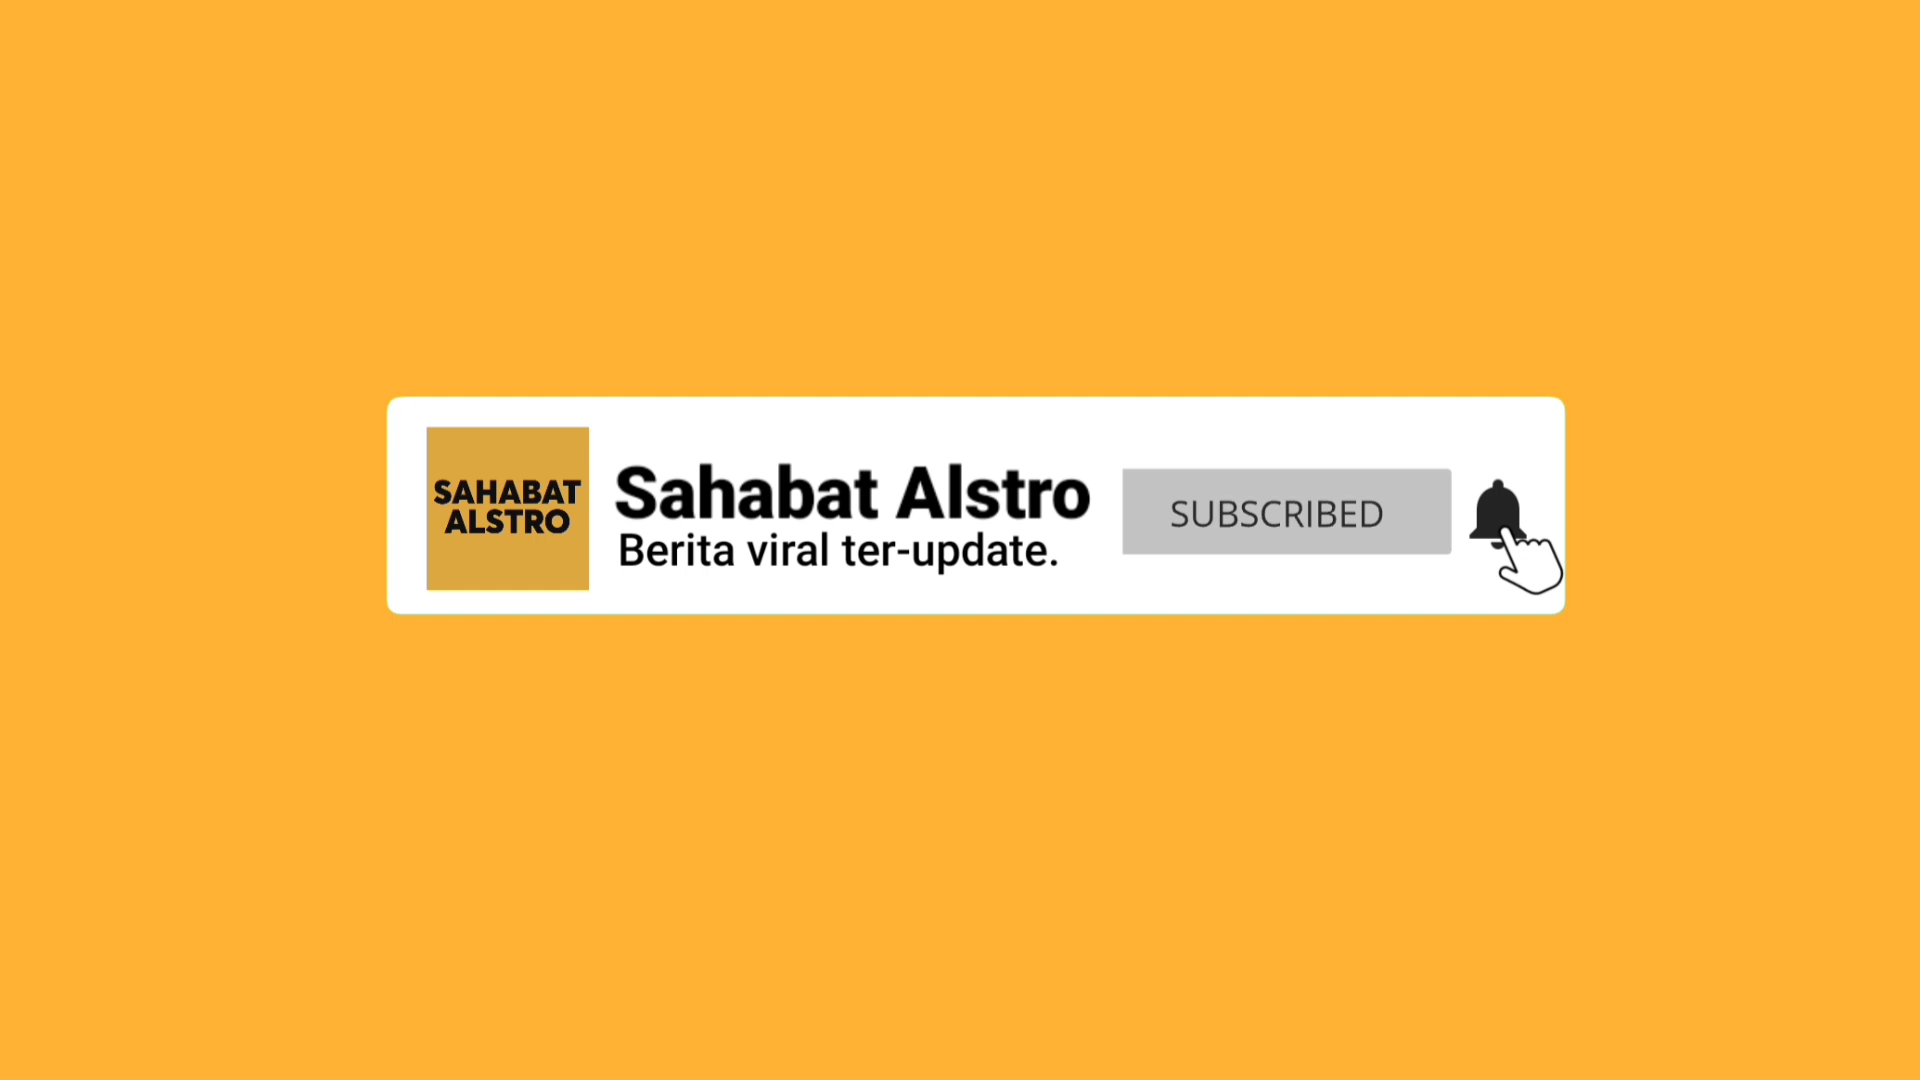 SAHABAT
ALSTRO
Sahabat Alstro
Berita viral ter-update.
SUBSCRIBED